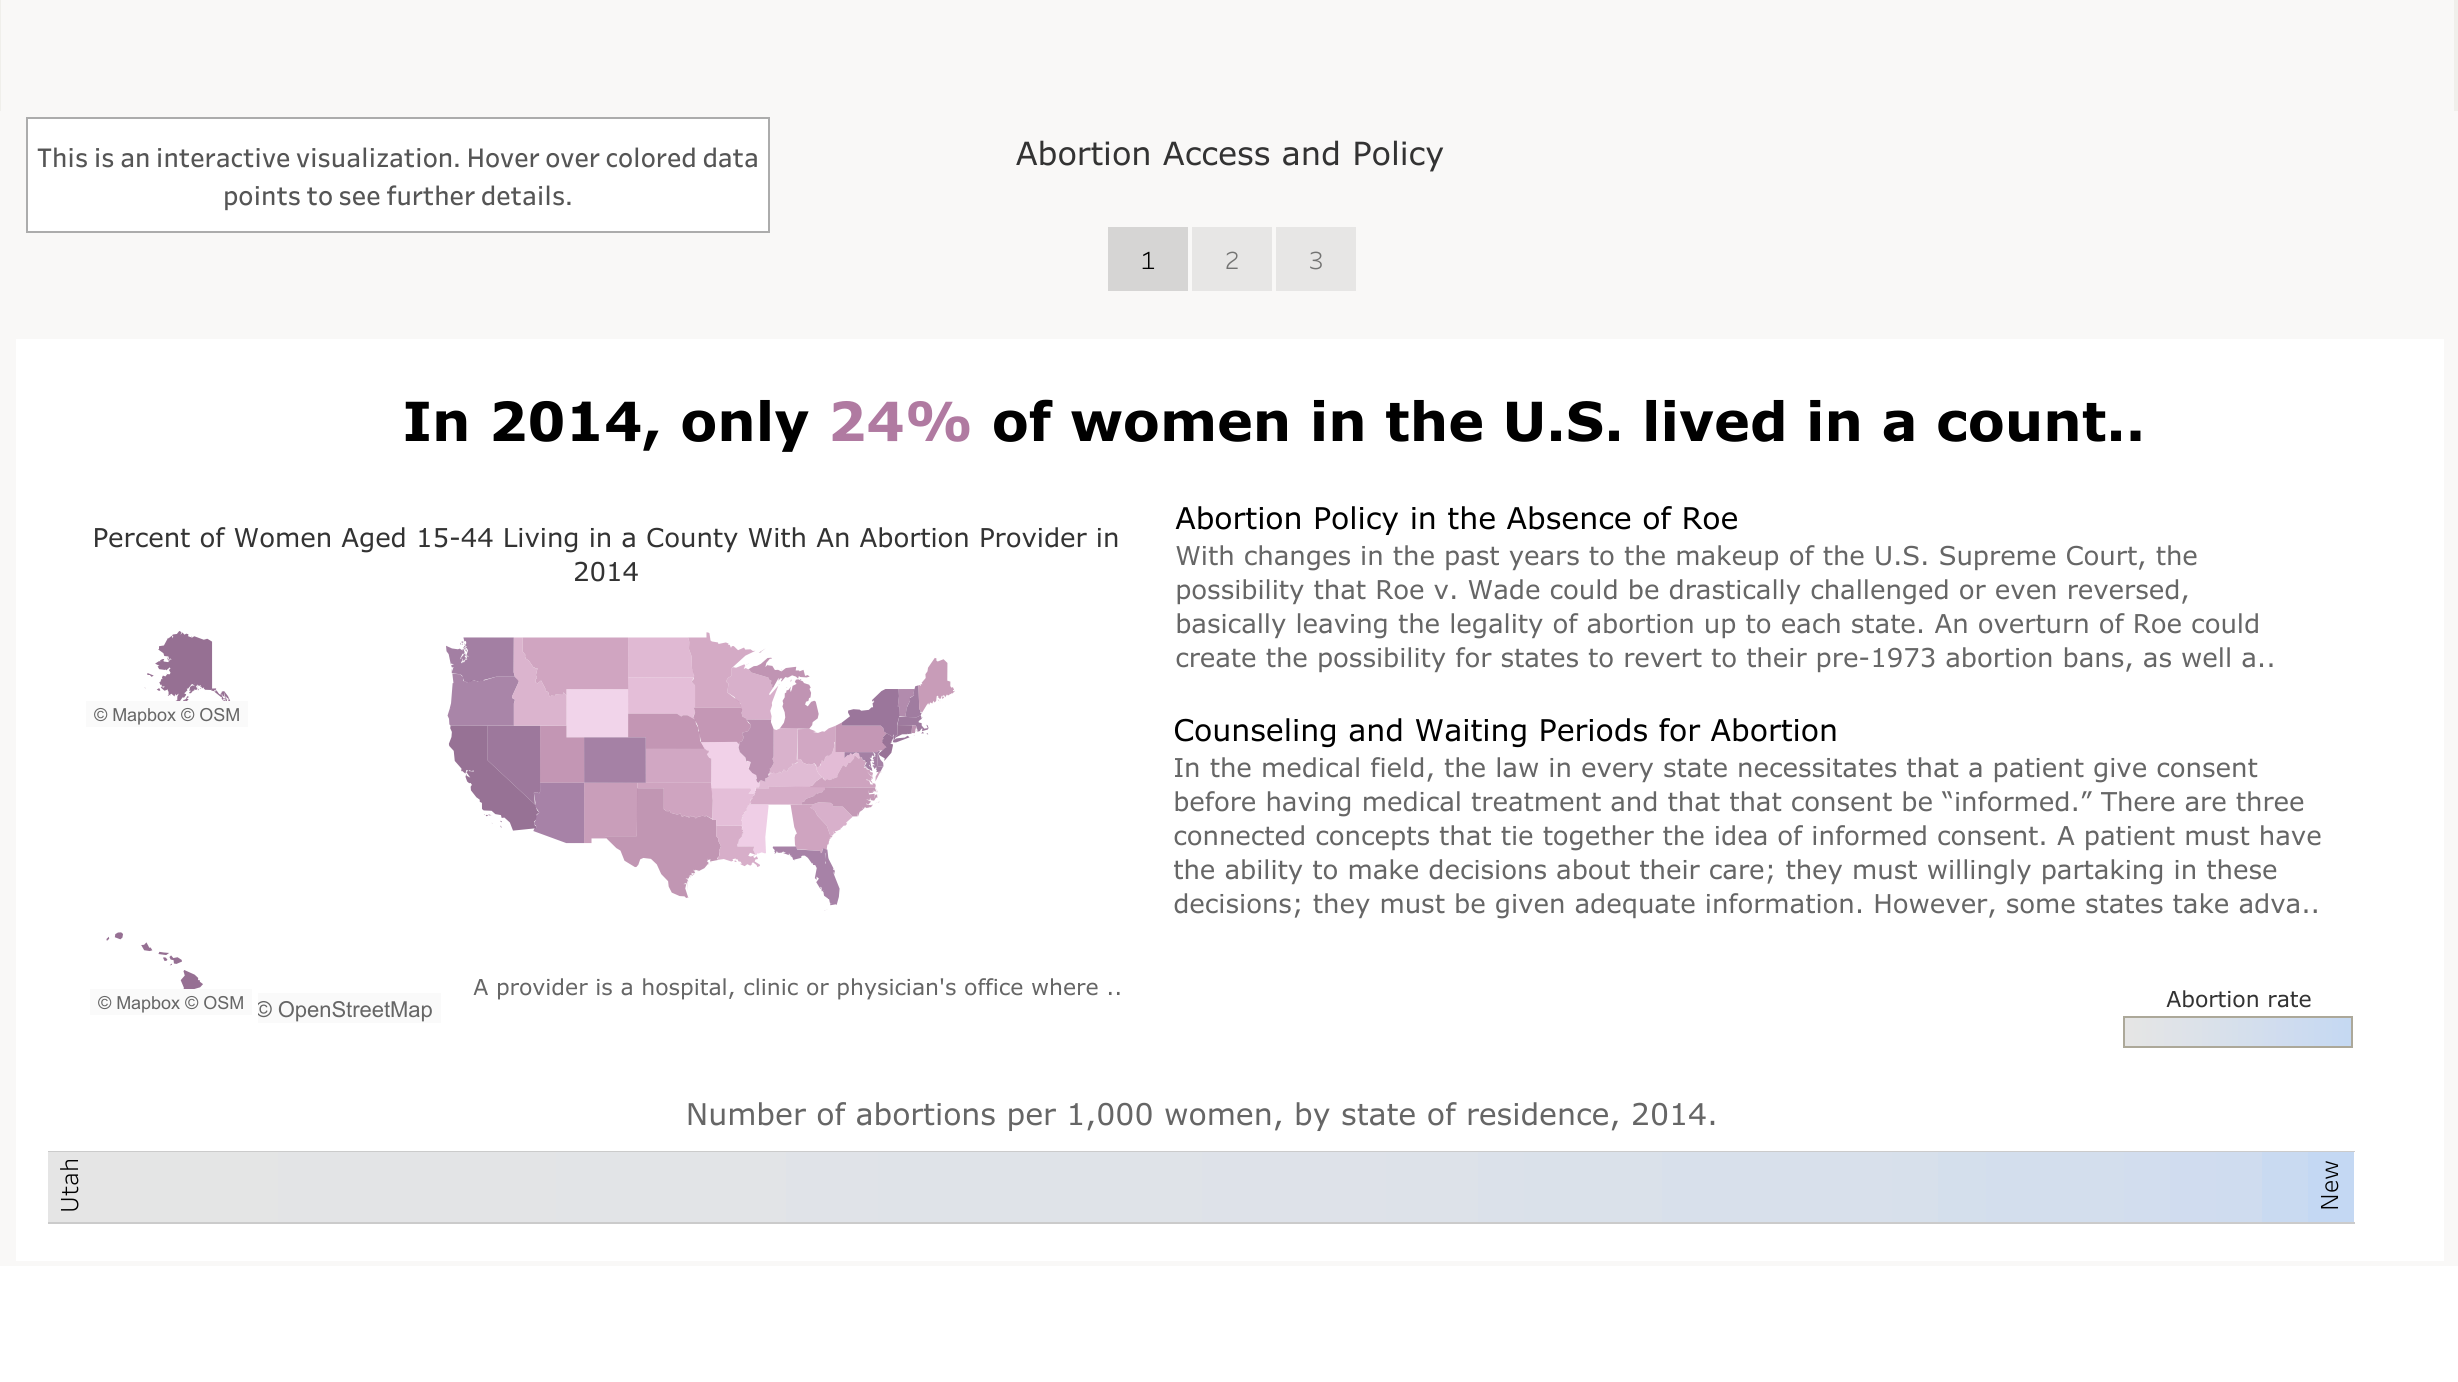 This is an interactive visualization. Hover over colored data
points to see further details.
Abortion Access and Policy
1 2 3
In 2014, only 24% of women in the U.S. lived in a count..
Percent of Women Aged 15-44 Living in a County With An Abortion Provider in
2014
© Mapbox © OSM
© Mapbox © OSM
© OpenStreetMap
A provider is a hospital, clinic or physician's office where ..
Abortion Policy in the Absence of Roe
With changes in the past years to the makeup of the U.S. Supreme Court, the
possibility that Roe v. Wade could be drastically challenged or even reversed,
basically leaving the legality of abortion up to each state. An overturn of Roe could
create the possibility for states to revert to their pre-1973 abortion bans, as well a..
Counseling and Waiting Periods for Abortion
In the medical field, the law in every state necessitates that a patient give consent
before having medical treatment and that that consent be “informed.” There are three
connected concepts that tie together the idea of informed consent. A patient must have
the ability to make decisions about their care; they must willingly partaking in these
decisions; they must be given adequate information. However, some states take adva..
Abortion rate
Number of abortions per 1,000 women, by state of residence, 2014.
Utah
New